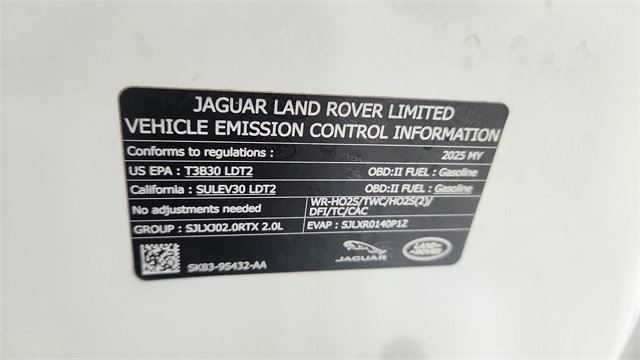 JAGUAR LAND ROVER LIMITED
VEHICLE EMISSION CONTROL INFORMATION
Conforms to regulations : 2025 MY
US EPA : T3B30 LDT2 OBD:II FUEL : Gasoline
California : SULEV30 LDT2 OBD:II FUEL : Gasoline
No adjustments needed WR-HO2S/TWC/HO2S(2)/
DFI/TC/CAC
GROUP : SJLXJ02.0RTX 2.0L EVAP : SJLXR0140P1Z
SK83-95432-AA JAGUAR LAND ROVER